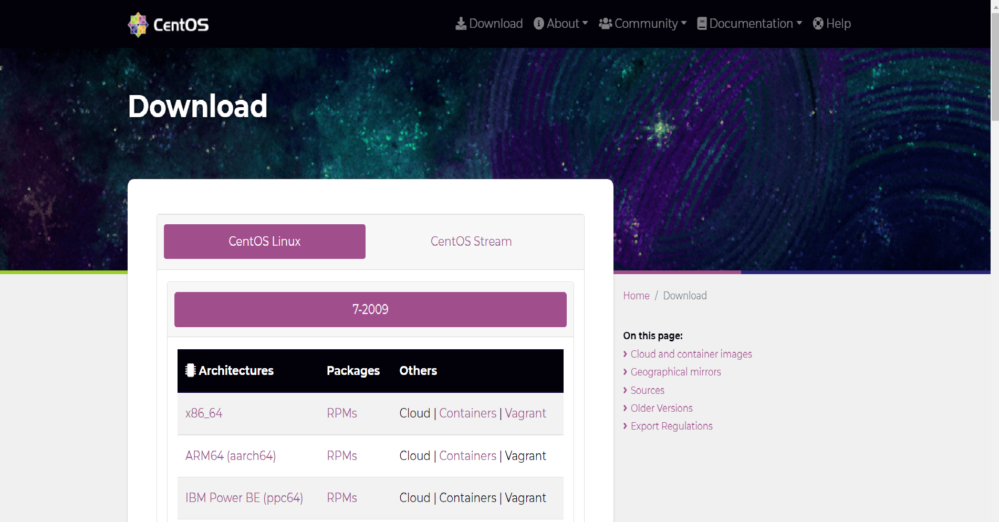 CentOS
Download About Community Documentation Help
Download
CentOS Linux CentOS Stream
7-2009
Architectures Packages Others
x86_64 RPMs Cloud | Containers | Vagrant
ARM64 (aarch64) RPMs Cloud | Containers | Vagrant
IBM Power BE (ppc64) RPMs Cloud | Containers | Vagrant
Home / Download
On this page:
Cloud and container images
Geographical mirrors
Sources
Older Versions
Export Regulations